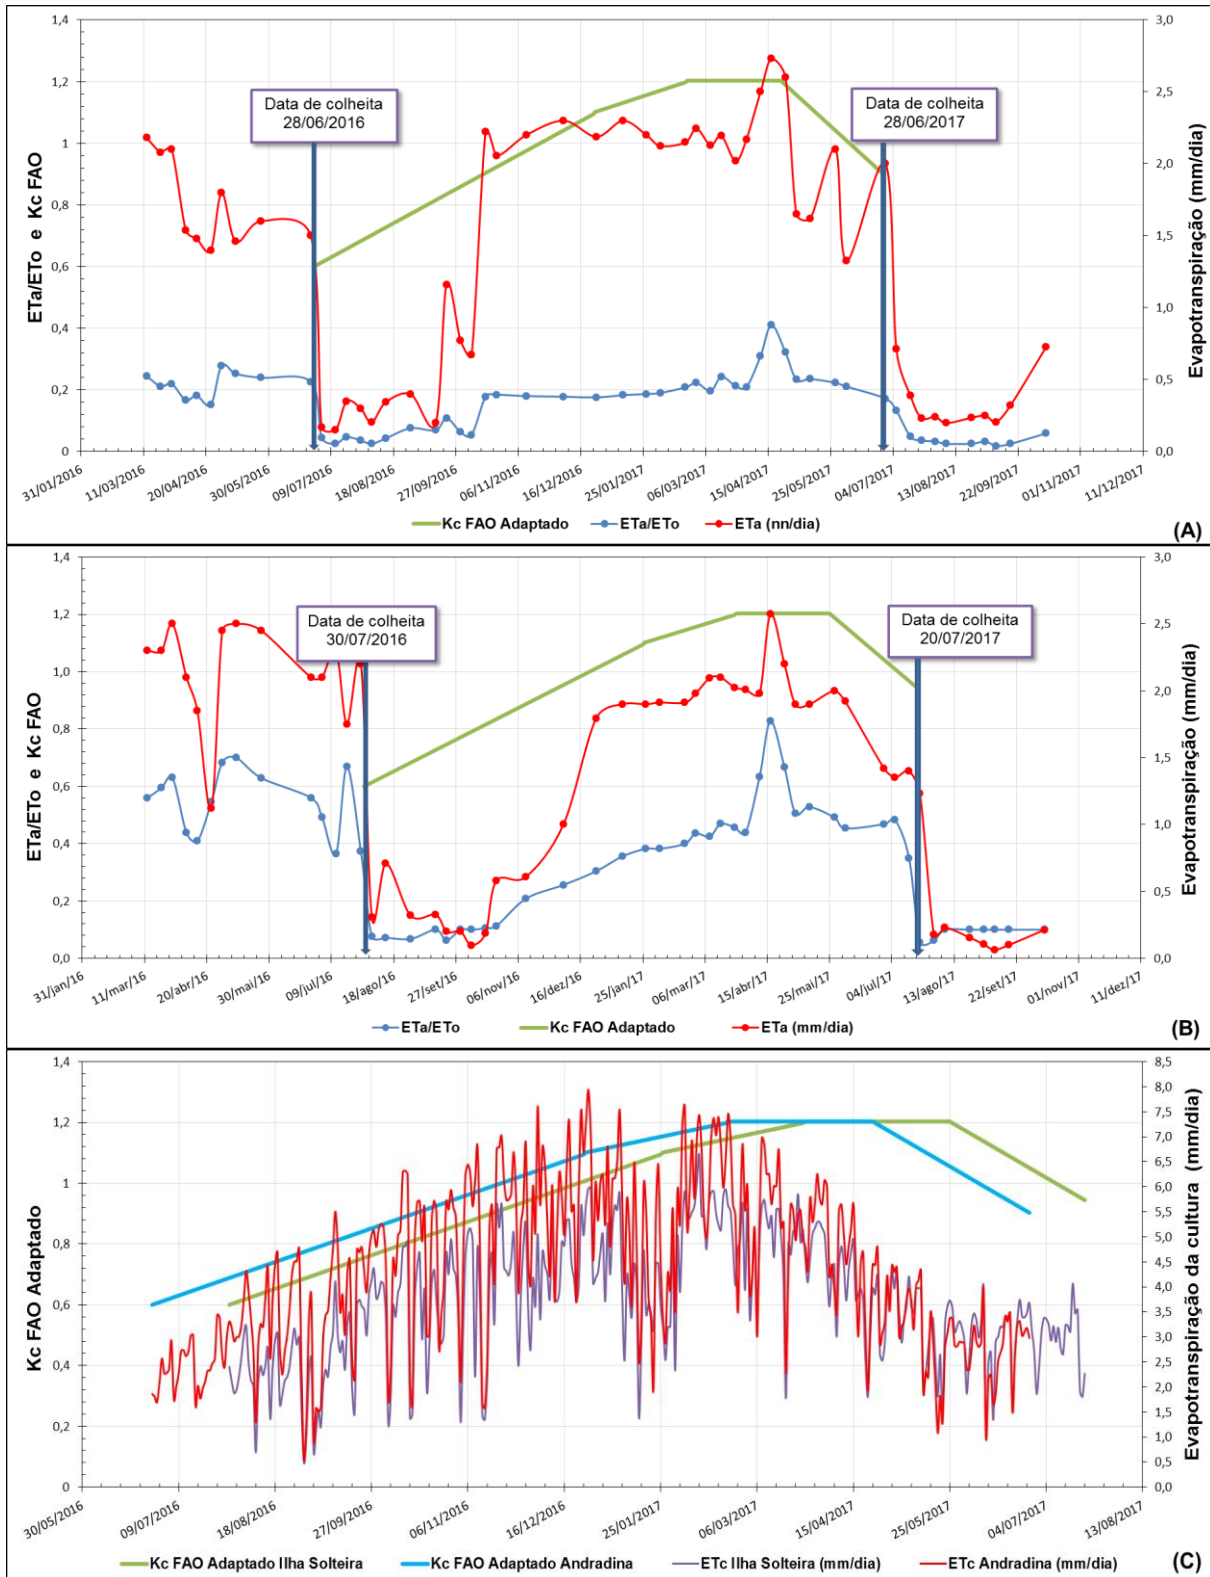 ETa/ETo e Kc FAO
1,4
1,2
1
0,8
0,6
0,4
0,2
0
Data de colheita
28/06/2016
Data de colheita
28/06/2017
3,0
2,5
2,0
1,5
1,0
0,5
0,0
Evapotranspiração (mm/dia)
31/01/2016
11/03/2016
20/04/2016
30/05/2016
09/07/2016
18/08/2016
27/09/2016
06/11/2016
16/12/2016
25/01/2017
06/03/2017
15/04/2017
25/05/2017
04/07/2017
13/08/2017
22/09/2017
01/11/2017
11/12/2017
Kc FAO Adaptado
ETa/ETo
ETa (nn/dia)
(A)
ETa/ETo e Kc FAO
1,4
1,2
1,0
0,8
0,6
0,4
0,2
0,0
Data de colheita
30/07/2016
Data de colheita
20/07/2017
3,0
2,5
2,0
1,5
1,0
0,5
0,0
Evapotranspiração (mm/dia)
31/jan/16
11/mar/16
20/abr/16
30/mai/16
09/jul/16
18/ago/16
27/set/16
06/nov/16
16/dez/16
25/jan/17
06/mar/17
15/abr/17
25/mai/17
04/jul/17
13/ago/17
22/set/17
01/nov/17
11/dez/17
ETa/ETo
Kc FAO Adaptado
ETa (mm/dia)
(B)
Kc FAO Adaptado
1,4
1,2
1
0,8
0,6
0,4
0,2
0
8,5
8,0
7,5
7,0
6,5
6,0
5,5
5,0
4,5
4,0
3,5
3,0
2,5
2,0
1,5
1,0
0,5
0,0
Evapotranspiração da cultura (mm/dia)
30/05/2016
09/07/2016
18/08/2016
27/09/2016
06/11/2016
16/12/2016
25/01/2017
06/03/2017
15/04/2017
25/05/2017
04/07/2017
13/08/2017
Kc FAO Adaptado Ilha Solteira
Kc FAO Adaptado Andradina
ETc Ilha Solteira (mm/dia)
ETc Andradina (mm/dia)
(C)